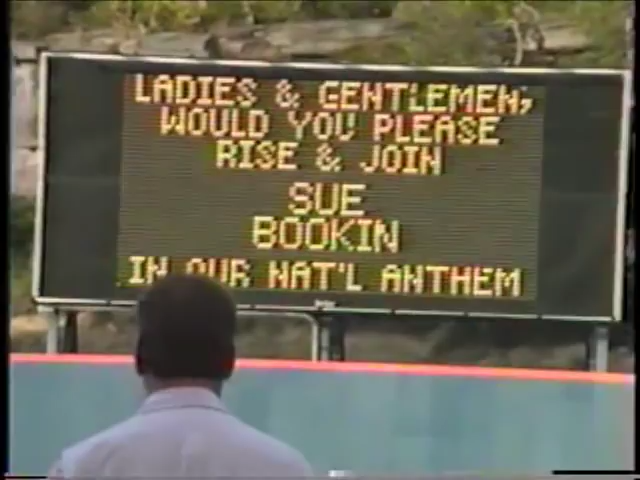 LADIES & GENTLEMEN,
WOULD YOU PLEASE
RISE & JOIN
SUE
BOOKIN
IN OUR NAT'L ANTHEM